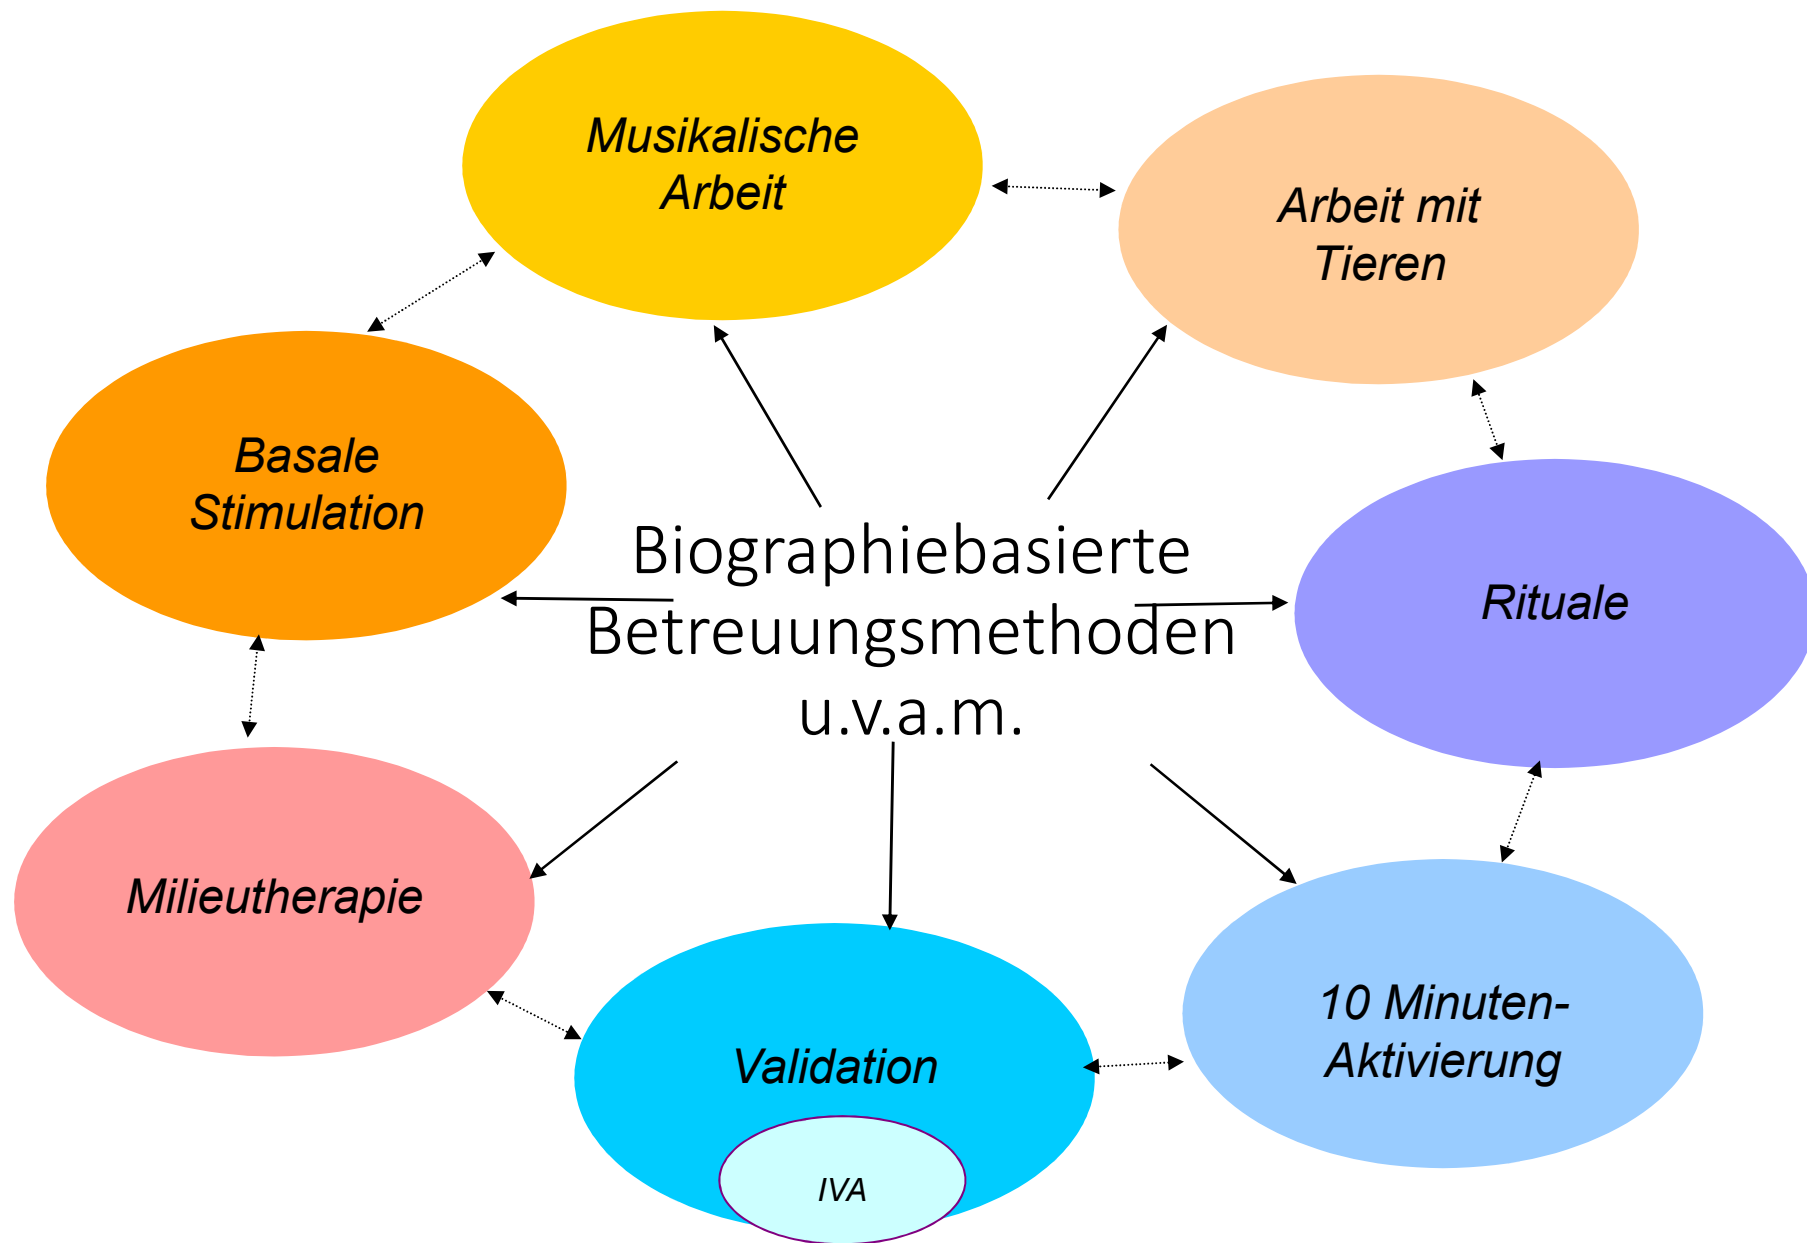 Musikalische
Arbeit
Arbeit mit
Tieren
Basale
Stimulation
Biographiebasierte
Betreuungsmethoden
u.v.a.m.
Rituale
Milieutherapie
Validation
10 Minuten-
Aktivierung
IVA